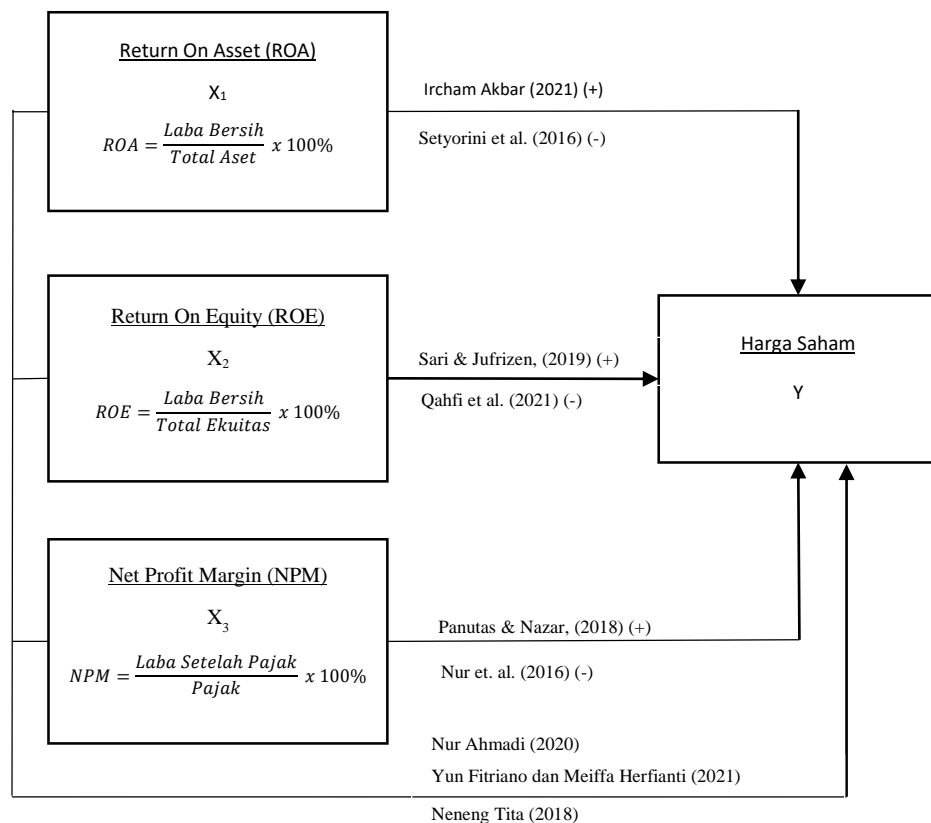 Return On Asset (ROA)
X₁
ROA = Laba Bersih / Total Aset x 100%
Ircham Akbar (2021) (+)
Setyorini et al. (2016) (-)
Return On Equity (ROE)
X₂
ROE = Laba Bersih / Total Ekuitas x 100%
Sari & Jufrizen, (2019) (+)
Qahfi et al. (2021) (-)
Harga Saham
Y
Net Profit Margin (NPM)
X₃
NPM = Laba Setelah Pajak / Pajak x 100%
Panutas & Nazar, (2018) (+)
Nur et. al. (2016) (-)
Nur Ahmadi (2020)
Yun Fitriano dan Meiffa Herfianti (2021)
Neneng Tita (2018)